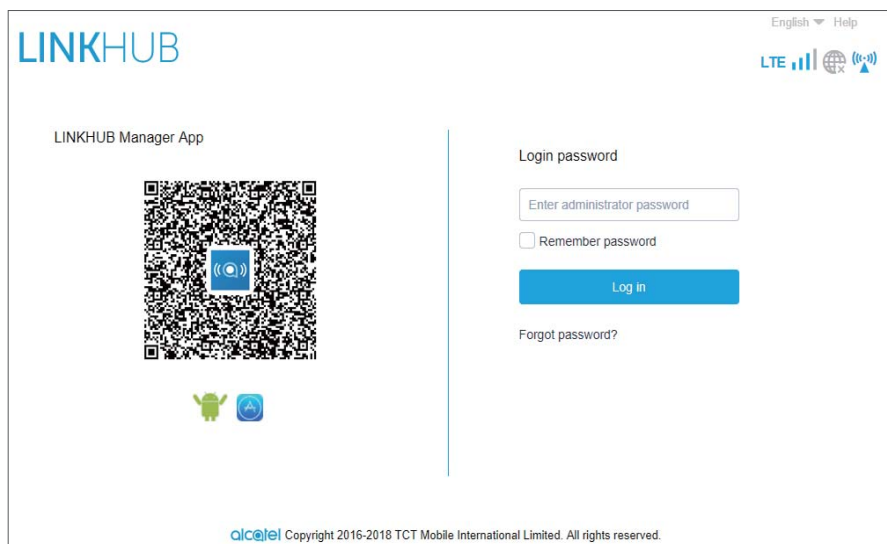 English Help
LINKHUB
LTE
LINKHUB Manager App
Login password
Enter administrator password
Remember password
Log in
Forgot password?
alcatel Copyright 2016-2018 TCT Mobile International Limited. All rights reserved.